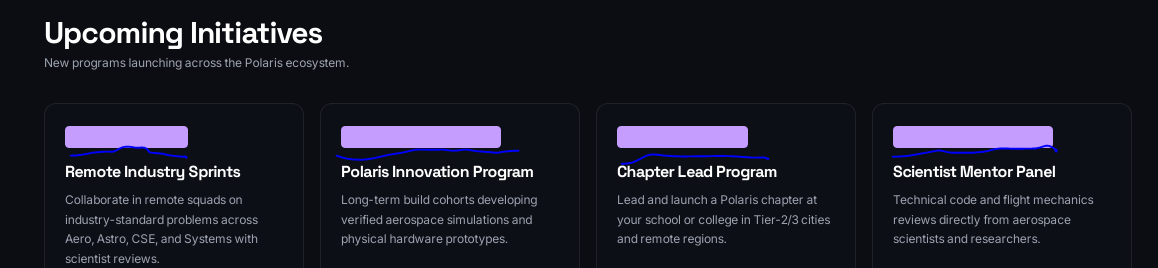 Upcoming Initiatives
New programs launching across the Polaris ecosystem.
Remote Industry Sprints
Collaborate in remote squads on
industry-standard problems across
Aero, Astro, CSE, and Systems with
scientist reviews.
Polaris Innovation Program
Long-term build cohorts developing
verified aerospace simulations and
physical hardware prototypes.
Chapter Lead Program
Lead and launch a Polaris chapter at
your school or college in Tier-2/3 cities
and remote regions.
Scientist Mentor Panel
Technical code and flight mechanics
reviews directly from aerospace
scientists and researchers.